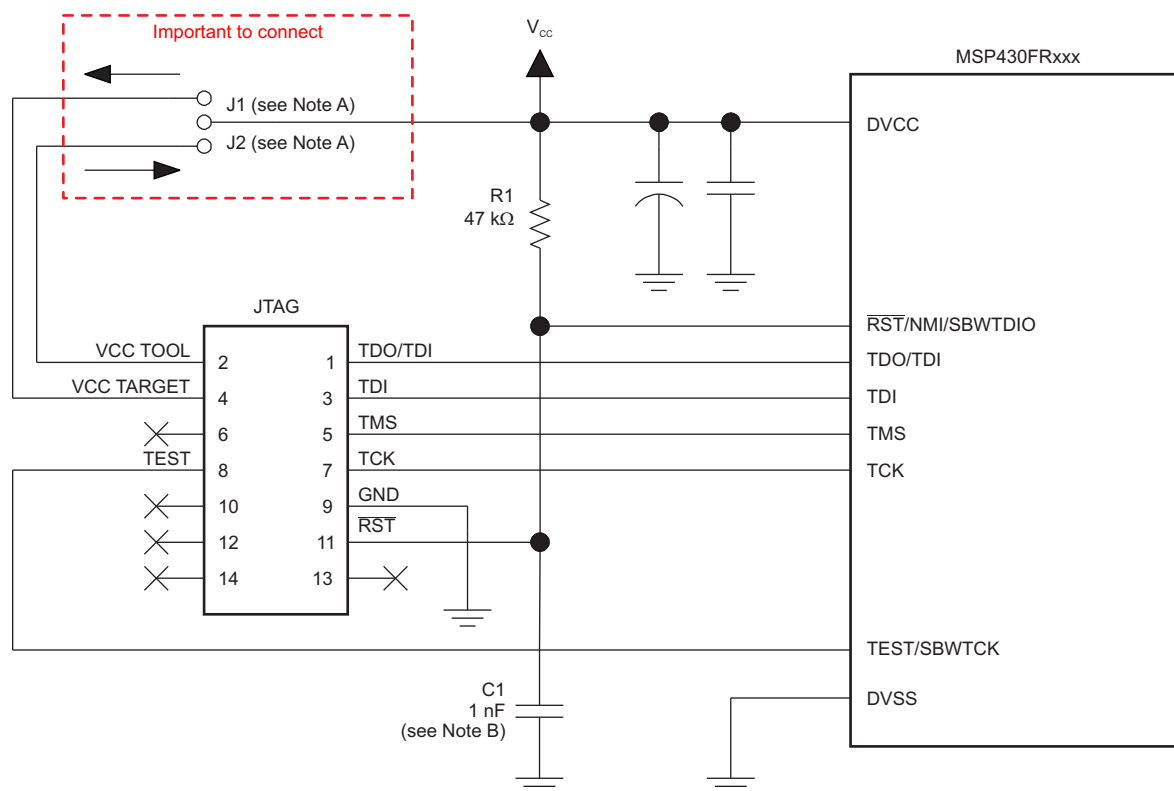 Important to connect
J1 (see Note A)
J2 (see Note A)
VCC
MSP430FRxxx
DVCC
R1
47 kΩ
JTAG
RST/NMI/SBWTDIO
VCC TOOL 2 1 TDO/TDI
TDO/TDI
VCC TARGET 4 3 TDI
TDI
6 5 TMS
TMS
TEST 8 7 TCK
TCK
10 9 GND
12 11 RST
14 13
TEST/SBWTCK
C1
1 nF
(see Note B)
DVSS